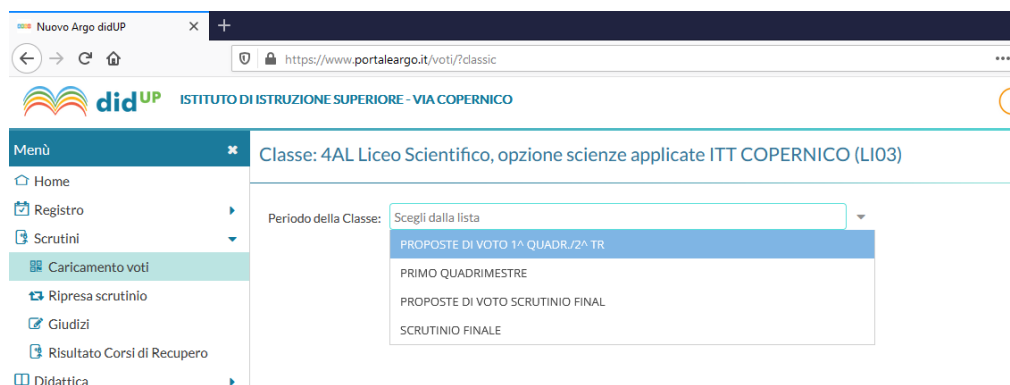 Nuovo Argo didUP
https://www.portaleargo.it/voti/?classic
didUP ISTITUTO DI ISTRUZIONE SUPERIORE - VIA COPERNICO
Menù
Home
Registro
Scrutini
Caricamento voti
Ripresa scrutinio
Giudizi
Risultato Corsi di Recupero
Didattica
Classe: 4AL Liceo Scientifico, opzione scienze applicate ITT COPERNICO (LI03)
Periodo della Classe: Scegli dalla lista
PROPOSTE DI VOTO 1^ QUADR./2^ TR
PRIMO QUADRIMESTRE
PROPOSTE DI VOTO SCRUTINIO FINAL
SCRUTINIO FINALE